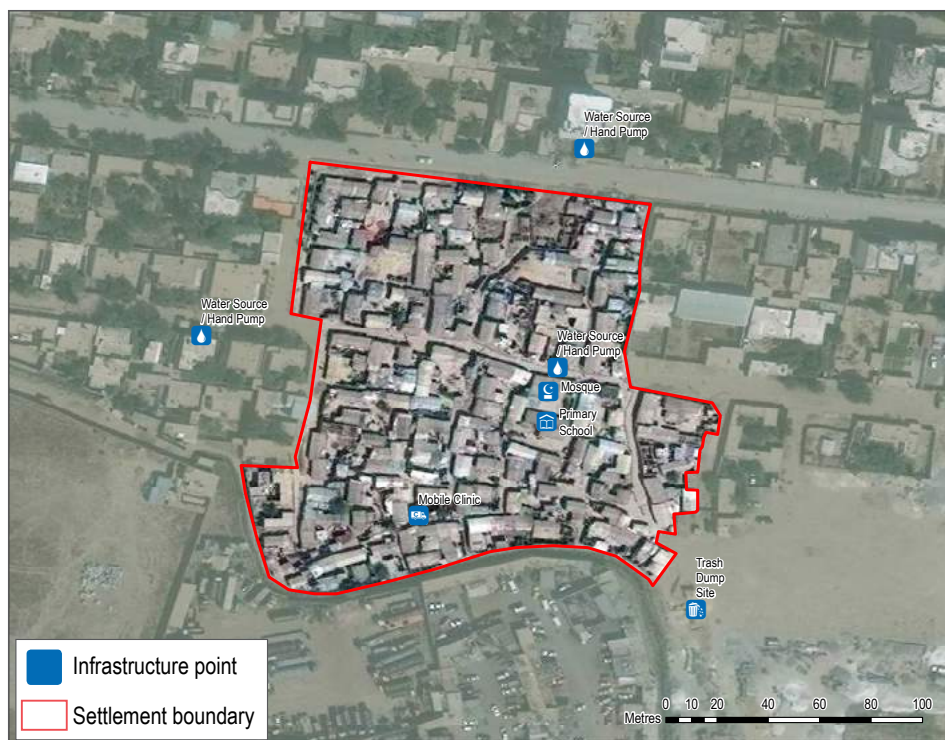 Water Source
/ Hand Pump
Water Source
/ Hand Pump
Water Source
/ Hand Pump
Mosque
Primary
School
Mobile Clinic
Trash
Dump
Site
Infrastructure point
Settlement boundary
Metres 0 10 20 40 60 80 100